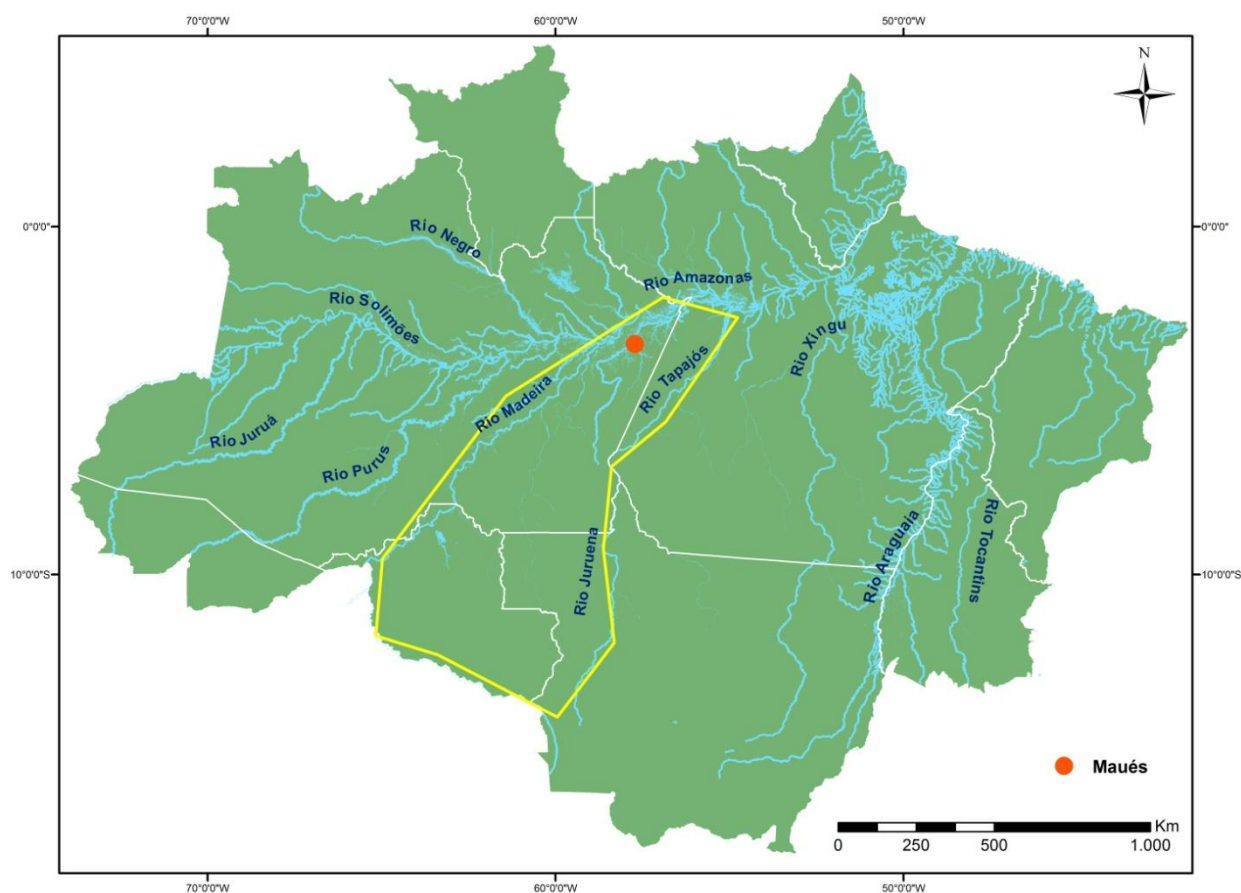 70°0'0"W 60°0'0"W 50°0'0"W
N
0°0'0" 0°0'0"
Rio Negro
Rio Amazonas
Rio Solimões
Rio Xingu
Rio Tapajós
Rio Madeira
Rio Juruá
Rio Purus
Rio Araguaia
Rio Tocantins
Rio Juruena
10°0'0"S 10°0'0"S
Maués
Km
0 250 500 1.000
70°0'0"W 60°0'0"W 50°0'0"W